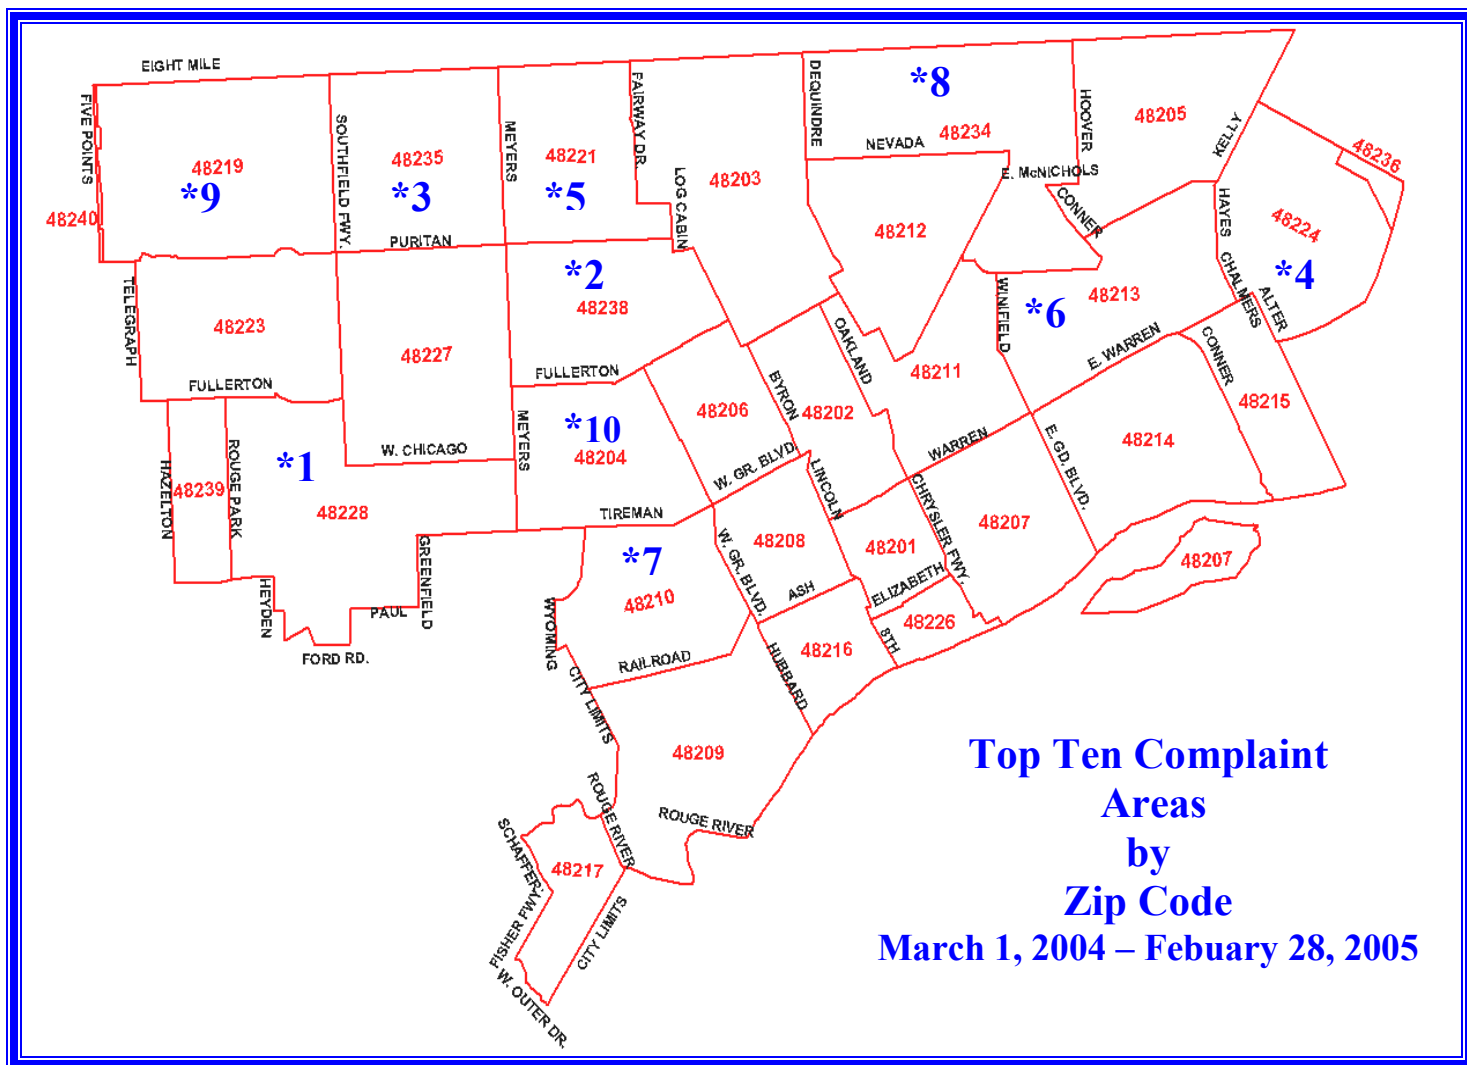 EIGHT MILE
FIVE POINTS
48219
*9
48240
SOUTHFIELD FWY.
48235
*3
PURITAN
MEYERS
48221
*5
FAIRWAY DR.
LOG CABIN
48203
DEQUINDRE
*8
48234
NEVADA
HOOVER
48205
KELLY
E. McNICHOLS
CONNER
48212
HAYES
48236
48224
*4
CHALMERS
ALTER
TELEGRAPH
48223
FULLERTON
48227
W. CHICAGO
*2
48238
FULLERTON
MEYERS
*10
48204
TIREMAN
48206
BYRON
48202
OAKLAND
48211
WINIFIELD
*6
48213
E. WARREN
CONNER
48215
48214
E. GD. BLVD.
WARREN
W. GR. BLVD.
LINCOLN
CHRYSLER FWY.
48207
48207
HAZELTON
48239
ROUGE PARK
*1
48228
GREENFIELD
HEYDEN
PAUL
FORD RD.
*7
48210
WYOMING
RAILROAD
W. GR. BLVD.
48208
ASH
48201
ELIZABETH
48226
8TH
48216
HUBBARD
CITY LIMITS
48209
ROUGE RIVER
ROUGE RIVER
SCHAFFER.
48217
FISHER FWY.
CITY LIMITS
W. OUTER DR.
Top Ten Complaint
Areas
by
Zip Code
March 1, 2004 – Febuary 28, 2005